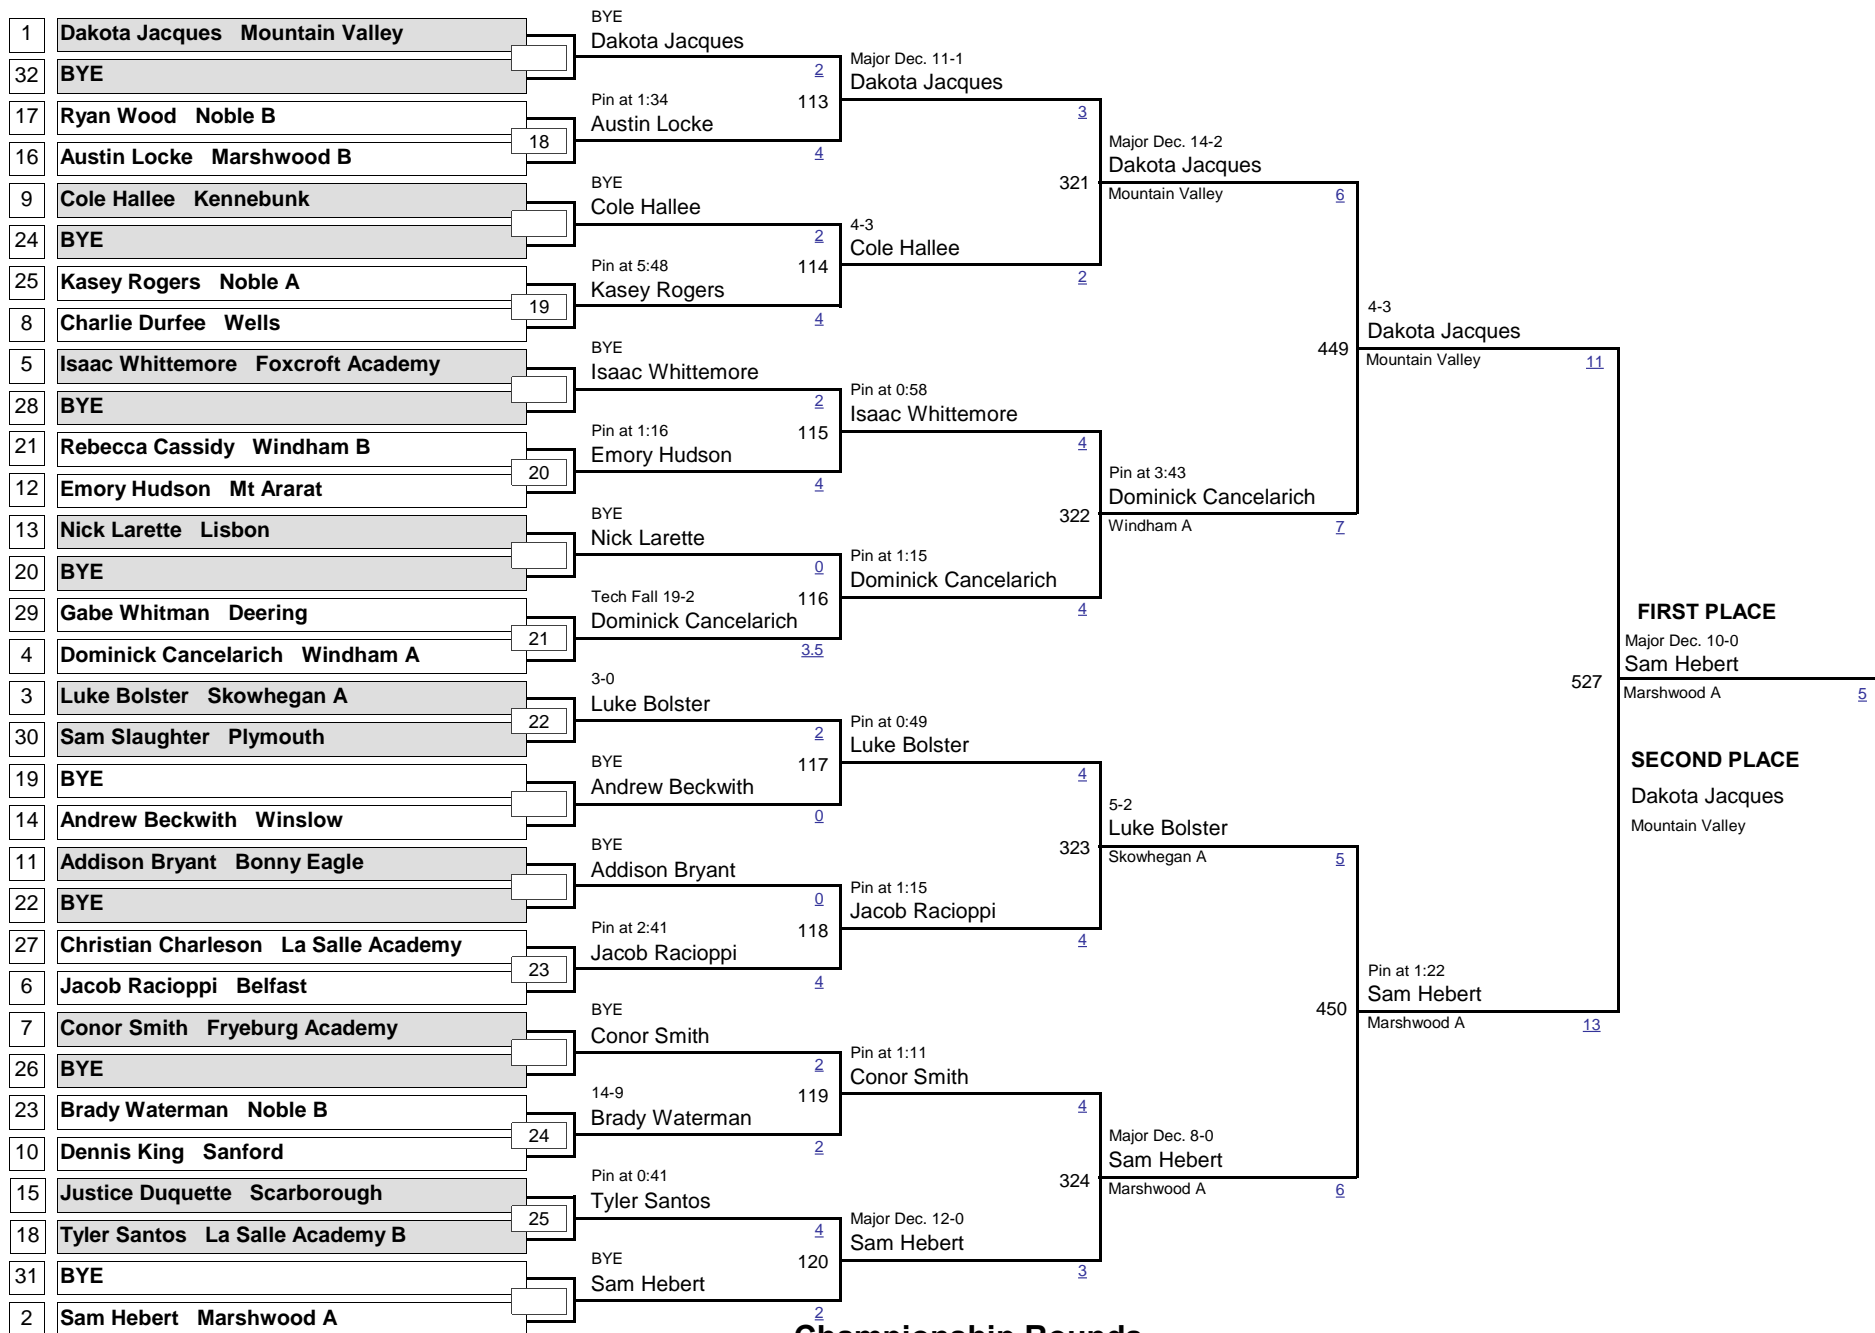 1 Dakota Jacques Mountain Valley
32 BYE
17 Ryan Wood Noble B
16 Austin Locke Marshwood B
9 Cole Hallee Kennebunk
24 BYE
25 Kasey Rogers Noble A
8 Charlie Durfee Wells
5 Isaac Whittemore Foxcroft Academy
28 BYE
21 Rebecca Cassidy Windham B
12 Emory Hudson Mt Ararat
13 Nick Larette Lisbon
20 BYE
29 Gabe Whitman Deering
4 Dominick Cancelarich Windham A
3 Luke Bolster Skowhegan A
30 Sam Slaughter Plymouth
19 BYE
14 Andrew Beckwith Winslow
11 Addison Bryant Bonny Eagle
22 BYE
27 Christian Charleson La Salle Academy
6 Jacob Racioppi Belfast
7 Conor Smith Fryeburg Academy
26 BYE
23 Brady Waterman Noble B
10 Dennis King Sanford
15 Justice Duquette Scarborough
18 Tyler Santos La Salle Academy B
31 BYE
2 Sam Hebert Marshwood A
18
19
20
21
22
23
24
25
BYE
Dakota Jacques
2
Pin at 1:34
113
Austin Locke
4
BYE
Cole Hallee
2
Pin at 5:48
114
Kasey Rogers
4
BYE
Isaac Whittemore
2
Pin at 1:16
115
Emory Hudson
4
BYE
Nick Larette
0
Tech Fall 19-2
116
Dominick Cancelarich
3.5
3-0
Luke Bolster
2
BYE
117
Andrew Beckwith
0
BYE
Addison Bryant
0
Pin at 2:41
118
Jacob Racioppi
4
BYE
Conor Smith
2
14-9
119
Brady Waterman
2
Pin at 0:41
Tyler Santos
4
BYE
120
Sam Hebert
2
Major Dec. 11-1
Dakota Jacques
3
321
4-3
Cole Hallee
2
Pin at 0:58
Isaac Whittemore
4
322
Pin at 1:15
Dominick Cancelarich
4
Pin at 0:49
Luke Bolster
4
323
Pin at 1:15
Jacob Racioppi
4
Pin at 1:11
Conor Smith
4
324
Major Dec. 12-0
Sam Hebert
3
Major Dec. 14-2
Dakota Jacques
Mountain Valley 6
449
Pin at 3:43
Dominick Cancelarich
Windham A 7
5-2
Luke Bolster
Skowhegan A 5
450
Major Dec. 8-0
Sam Hebert
Marshwood A 6
4-3
Dakota Jacques
Mountain Valley 11
527
Pin at 1:22
Sam Hebert
Marshwood A 13
FIRST PLACE
Major Dec. 10-0
Sam Hebert
Marshwood A 5
SECOND PLACE
Dakota Jacques
Mountain Valley
Championship Rounds